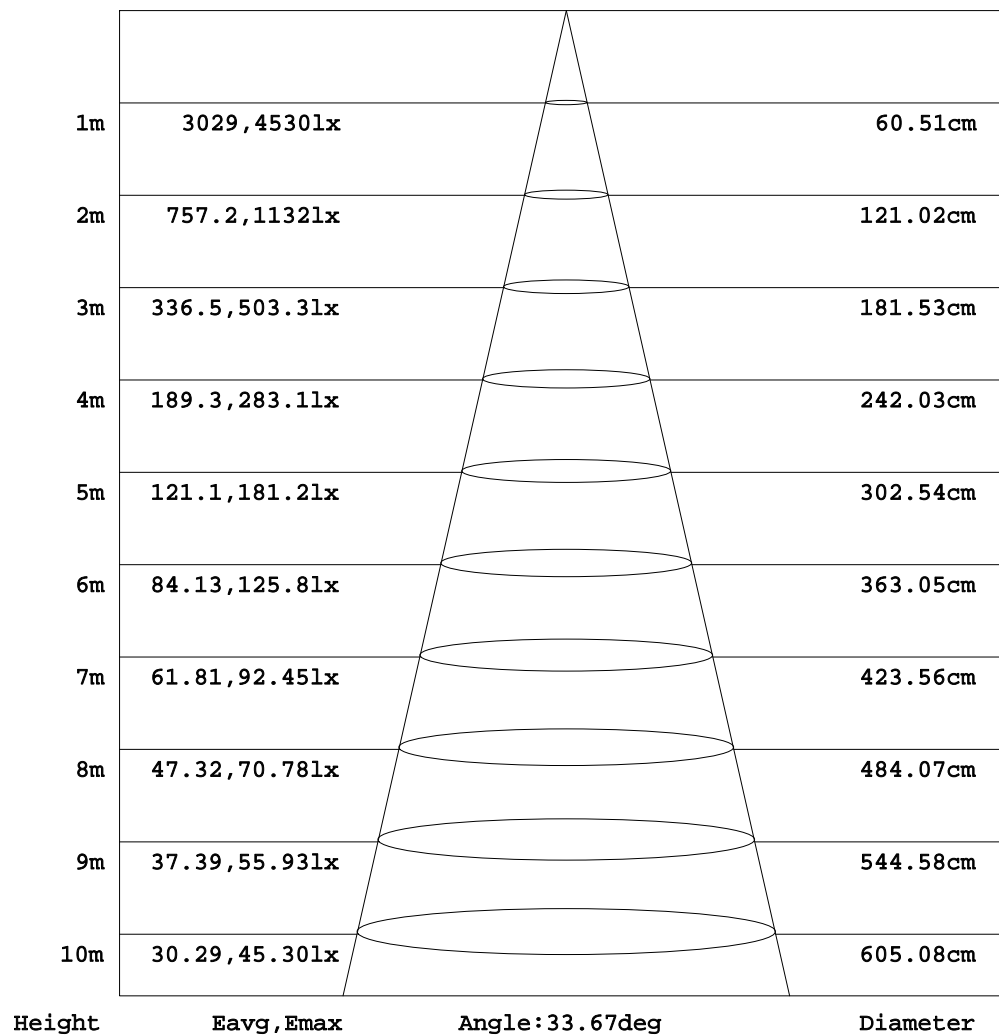 1m 3029,4530lx 60.51cm
2m 757.2,1132lx 121.02cm
3m 336.5,503.3lx 181.53cm
4m 189.3,283.1lx 242.03cm
5m 121.1,181.2lx 302.54cm
6m 84.13,125.8lx 363.05cm
7m 61.81,92.45lx 423.56cm
8m 47.32,70.78lx 484.07cm
9m 37.39,55.93lx 544.58cm
10m 30.29,45.30lx 605.08cm
Height Eavg,Emax Angle:33.67deg Diameter